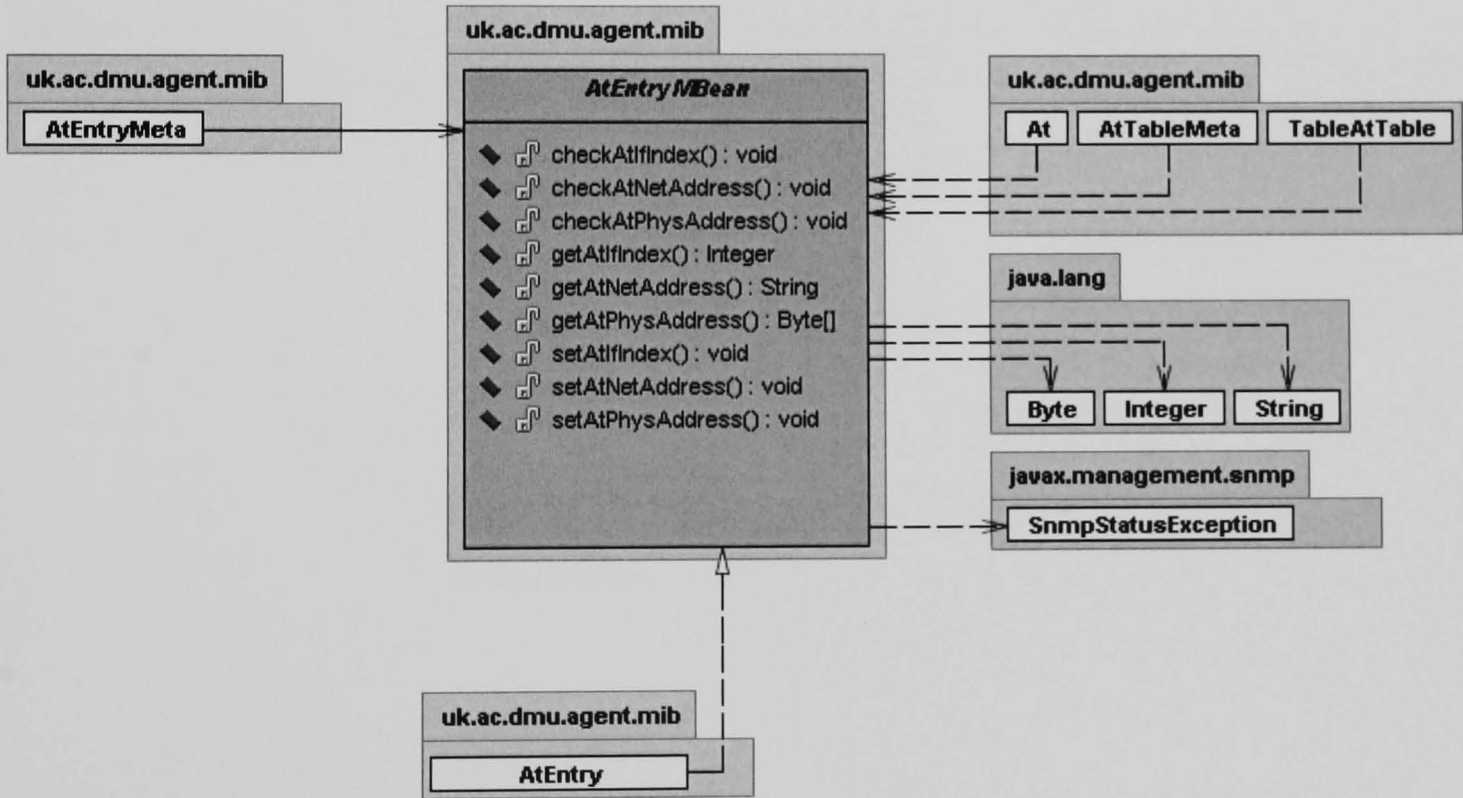 uk.ac.dmu.agent.mib
AtEntryMeta
uk.ac.dmu.agent.mib
AtEntryMBean
checkAtIfIndex() : void
checkAtNetAddress() : void
checkAtPhysAddress() : void
getAtIfIndex() : Integer
getAtNetAddress() : String
getAtPhysAddress() : Byte[]
setAtIfIndex() : void
setAtNetAddress() : void
setAtPhysAddress() : void
uk.ac.dmu.agent.mib
At
AtTableMeta
TableAtTable
java.lang
Byte
Integer
String
javax.management.snmp
SnmpStatusException
uk.ac.dmu.agent.mib
AtEntry